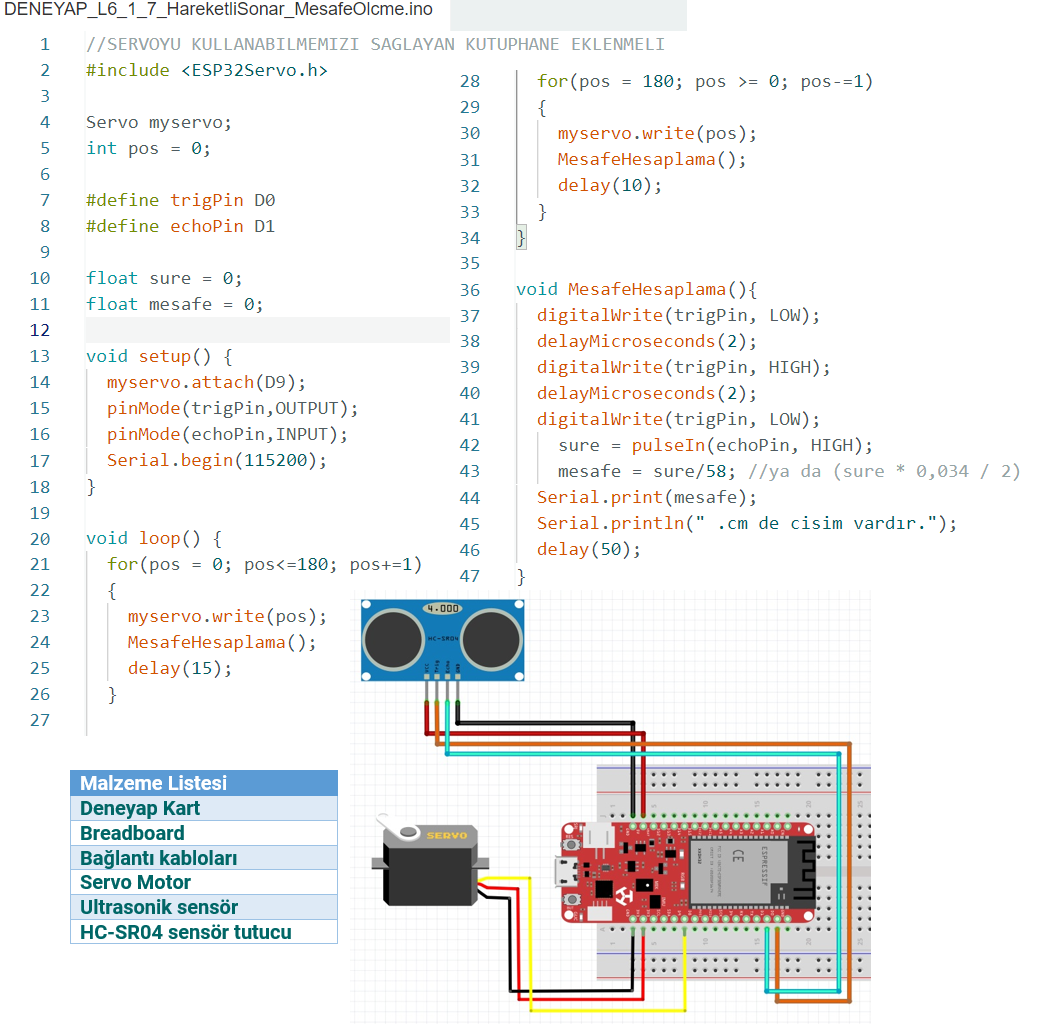 DENEYAP_L6_1_7_HareketliSonar_MesafeOlcme.ino
1 //SERVOYU KULLANABILMEMIZI SAGLAYAN KUTUPHANE EKLENMELI
2 #include <ESP32Servo.h>
3
4 Servo myservo;
5 int pos = 0;
6
7 #define trigPin D0
8 #define echoPin D1
9
10 float sure = 0;
11 float mesafe = 0;
12
13 void setup() {
14 myservo.attach(D9);
15 pinMode(trigPin,OUTPUT);
16 pinMode(echoPin,INPUT);
17 Serial.begin(115200);
18 }
19
20 void loop() {
21 for(pos = 0; pos<=180; pos+=1)
22 {
23 myservo.write(pos);
24 MesafeHesaplama();
25 delay(15);
26 }
27
28 for(pos = 180; pos >= 0; pos-=1)
29 {
30 myservo.write(pos);
31 MesafeHesaplama();
32 delay(10);
33 }
34 }
35
36 void MesafeHesaplama(){
37 digitalWrite(trigPin, LOW);
38 delayMicroseconds(2);
39 digitalWrite(trigPin, HIGH);
40 delayMicroseconds(2);
41 digitalWrite(trigPin, LOW);
42 sure = pulseIn(echoPin, HIGH);
43 mesafe = sure/58; //ya da (sure * 0,034 / 2)
44 Serial.print(mesafe);
45 Serial.println(" .cm de cisim vardır.");
46 delay(50);
47 }
4.000
HC-SR04
Vcc Trig Echo GND
Malzeme Listesi
Deneyap Kart
Breadboard
Bağlantı kabloları
Servo Motor
Ultrasonik sensör
HC-SR04 sensör tutucu
SERVO
CE
ESPRESSIF